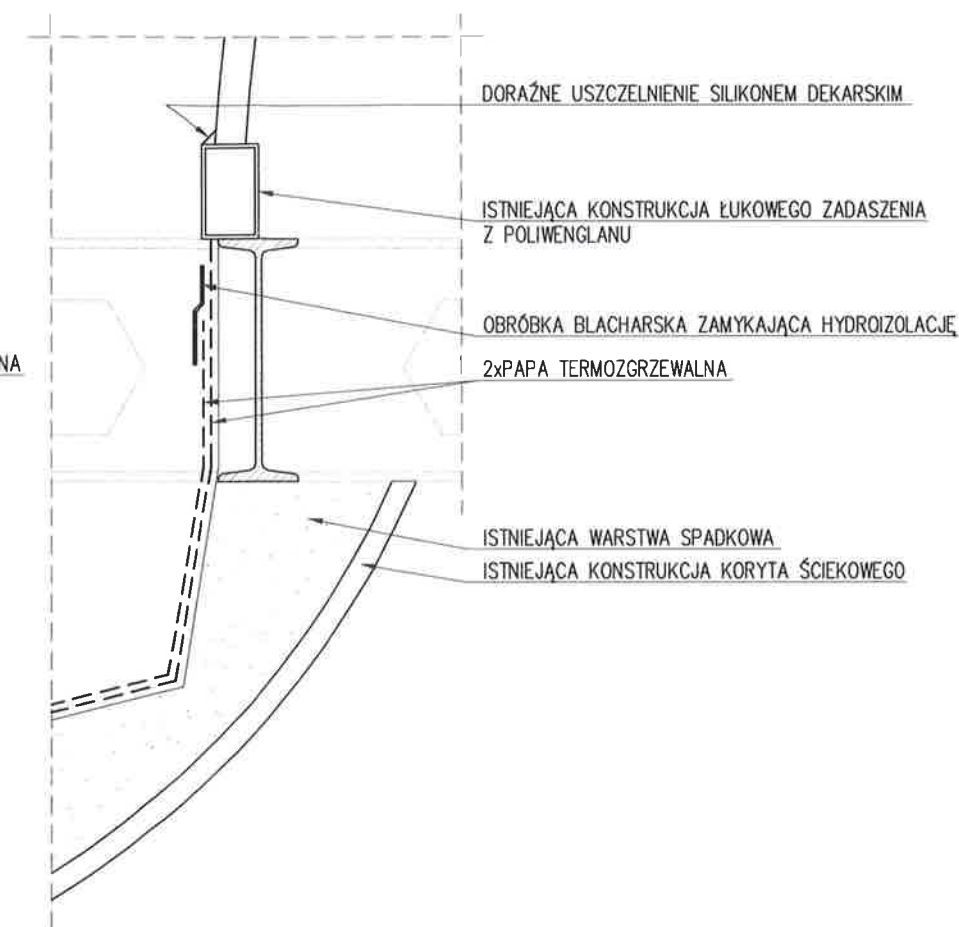 DORAŹNE USZCZELNIENIE SILIKONEM DEKARSKIM
ISTNIEJĄCA KONSTRUKCJA ŁUKOWEGO ZADASZENIA
Z POLIWENGLANU
OBRÓBKA BLACHARSKA ZAMYKAJĄCA HYDROIZOLACJĘ
NA
2xPAPA TERMOZGRZEWALNA
ISTNIEJĄCA WARSTWA SPADKOWA
ISTNIEJĄCA KONSTRUKCJA KORYTA ŚCIEKOWEGO